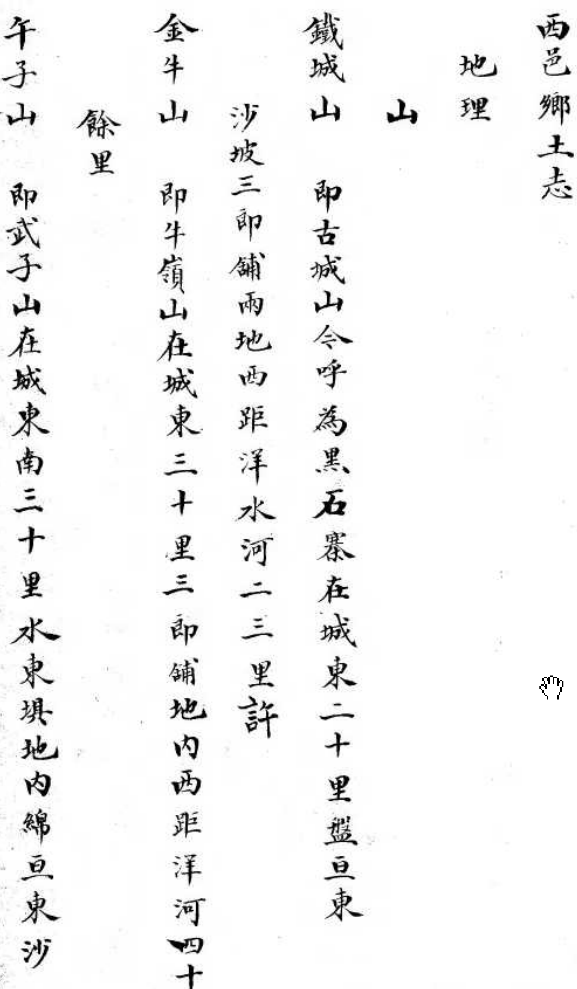 西邑鄉土志
地理
山
鐵城山 即古城山今呼為黑石寨在城東二十里盤亘東
沙坡三郎舖兩地西距洋水河二三里許
金牛山 即牛嶺山在城東三十里三郎舖地内西距洋河四十
餘里
午子山 即武子山在城東南三十里水東壩地内綿亘東沙